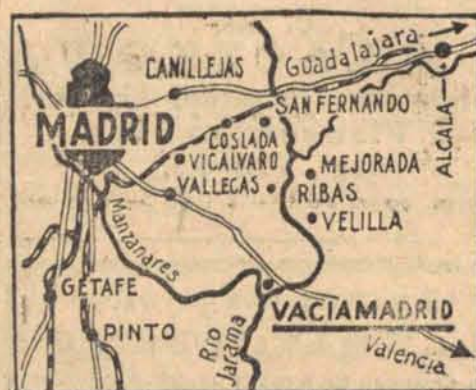 Guadalajara
CANILLEJAS
ALCALA
SAN FERNANDO
MADRID
COSLADA
VICALVARO
MEJORADA
VALLECAS
RIBAS
VELILLA
Manzanares
GETAFE
VACIAMADRID
PINTO
Rio
Jarama
Valencia